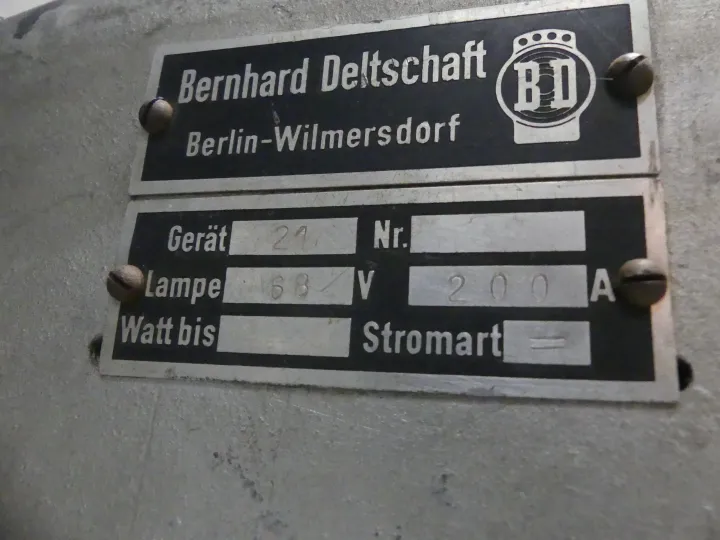 Bernhard Deltschaft
BD
Berlin-Wilmersdorf
Gerät 21 Nr.
Lampe 68/ V 200 A
Watt bis Stromart =